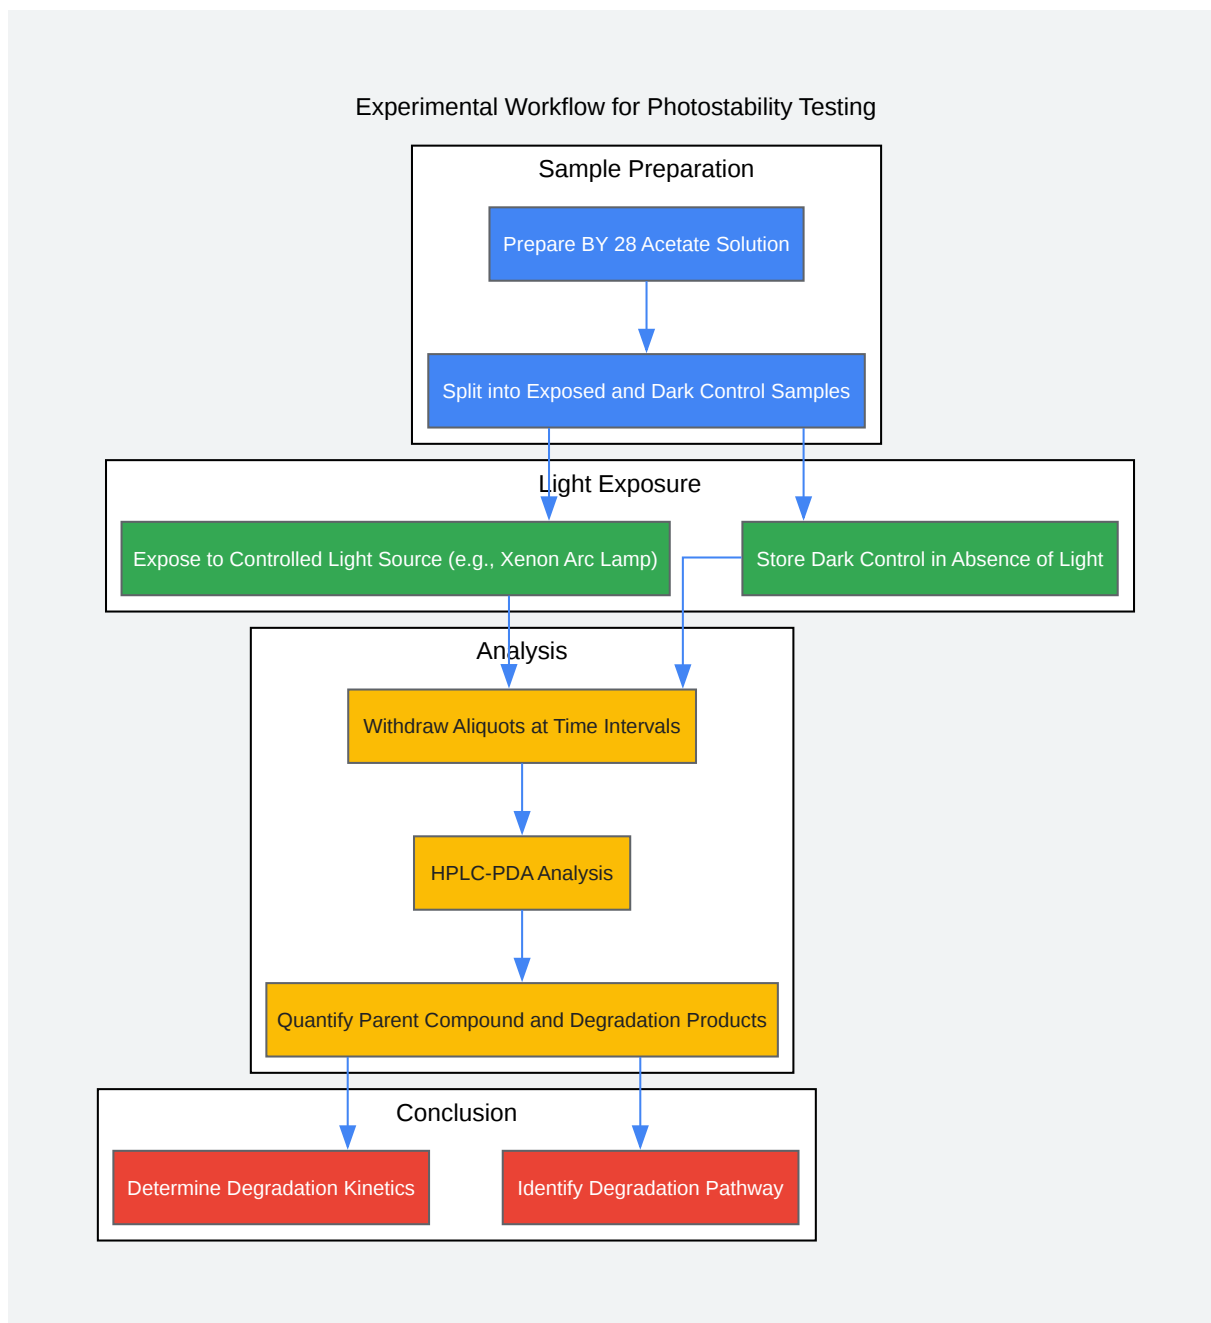 Experimental Workflow for Photostability Testing
Sample Preparation
Prepare BY 28 Acetate Solution
Split into Exposed and Dark Control Samples
Light Exposure
Expose to Controlled Light Source (e.g., Xenon Arc Lamp)
Store Dark Control in Absence of Light
Analysis
Withdraw Aliquots at Time Intervals
HPLC-PDA Analysis
Quantify Parent Compound and Degradation Products
Conclusion
Determine Degradation Kinetics
Identify Degradation Pathway